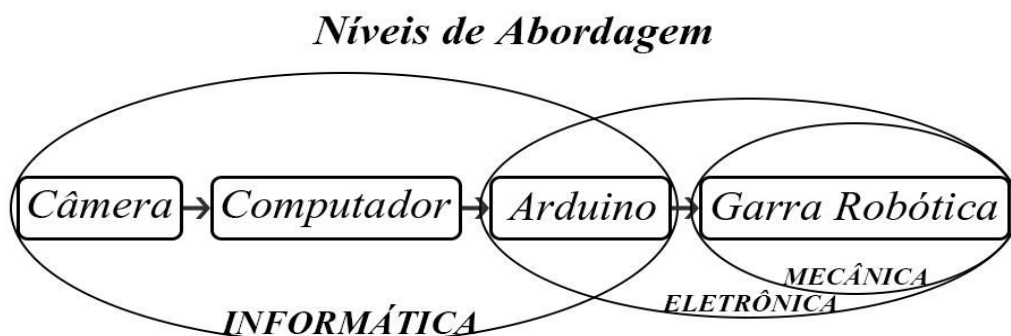 Níveis de Abordagem
Câmera
Computador
Arduino
Garra Robótica
MECÂNICA
ELETRÔNICA
INFORMÁTICA